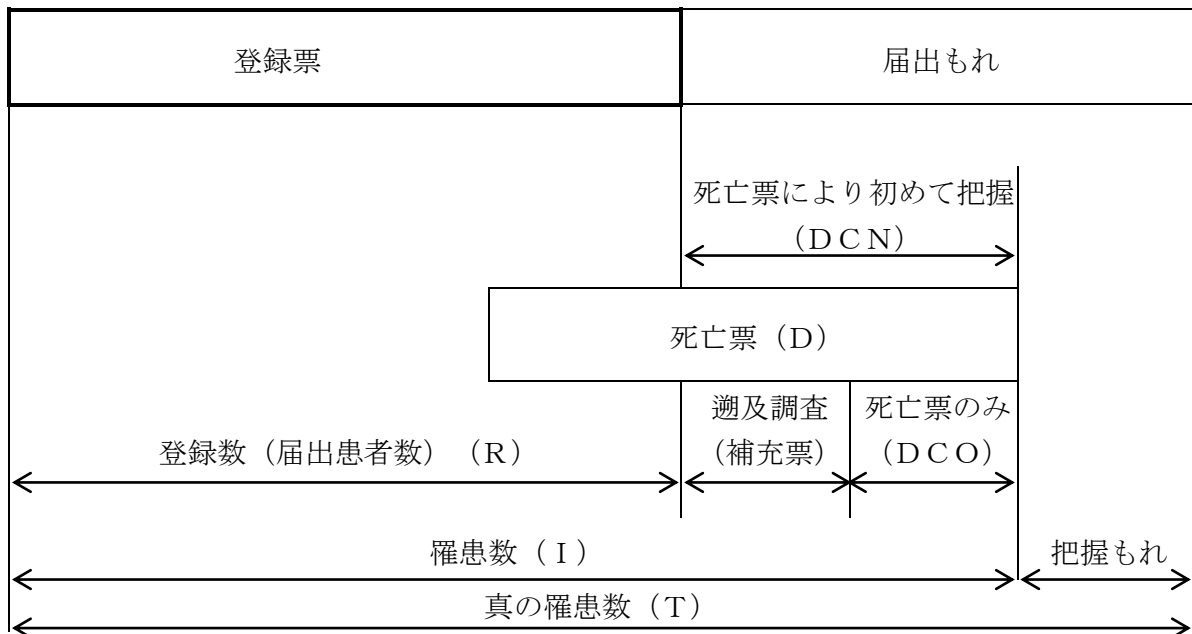 登録票
届出もれ
死亡票により初めて把握
（ＤＣＮ）
死亡票（Ｄ）
遡及調査
（補充票）
死亡票のみ
（ＤＣＯ）
登録数（届出患者数）（Ｒ）
罹患数（Ｉ）
把握もれ
真の罹患数（Ｔ）